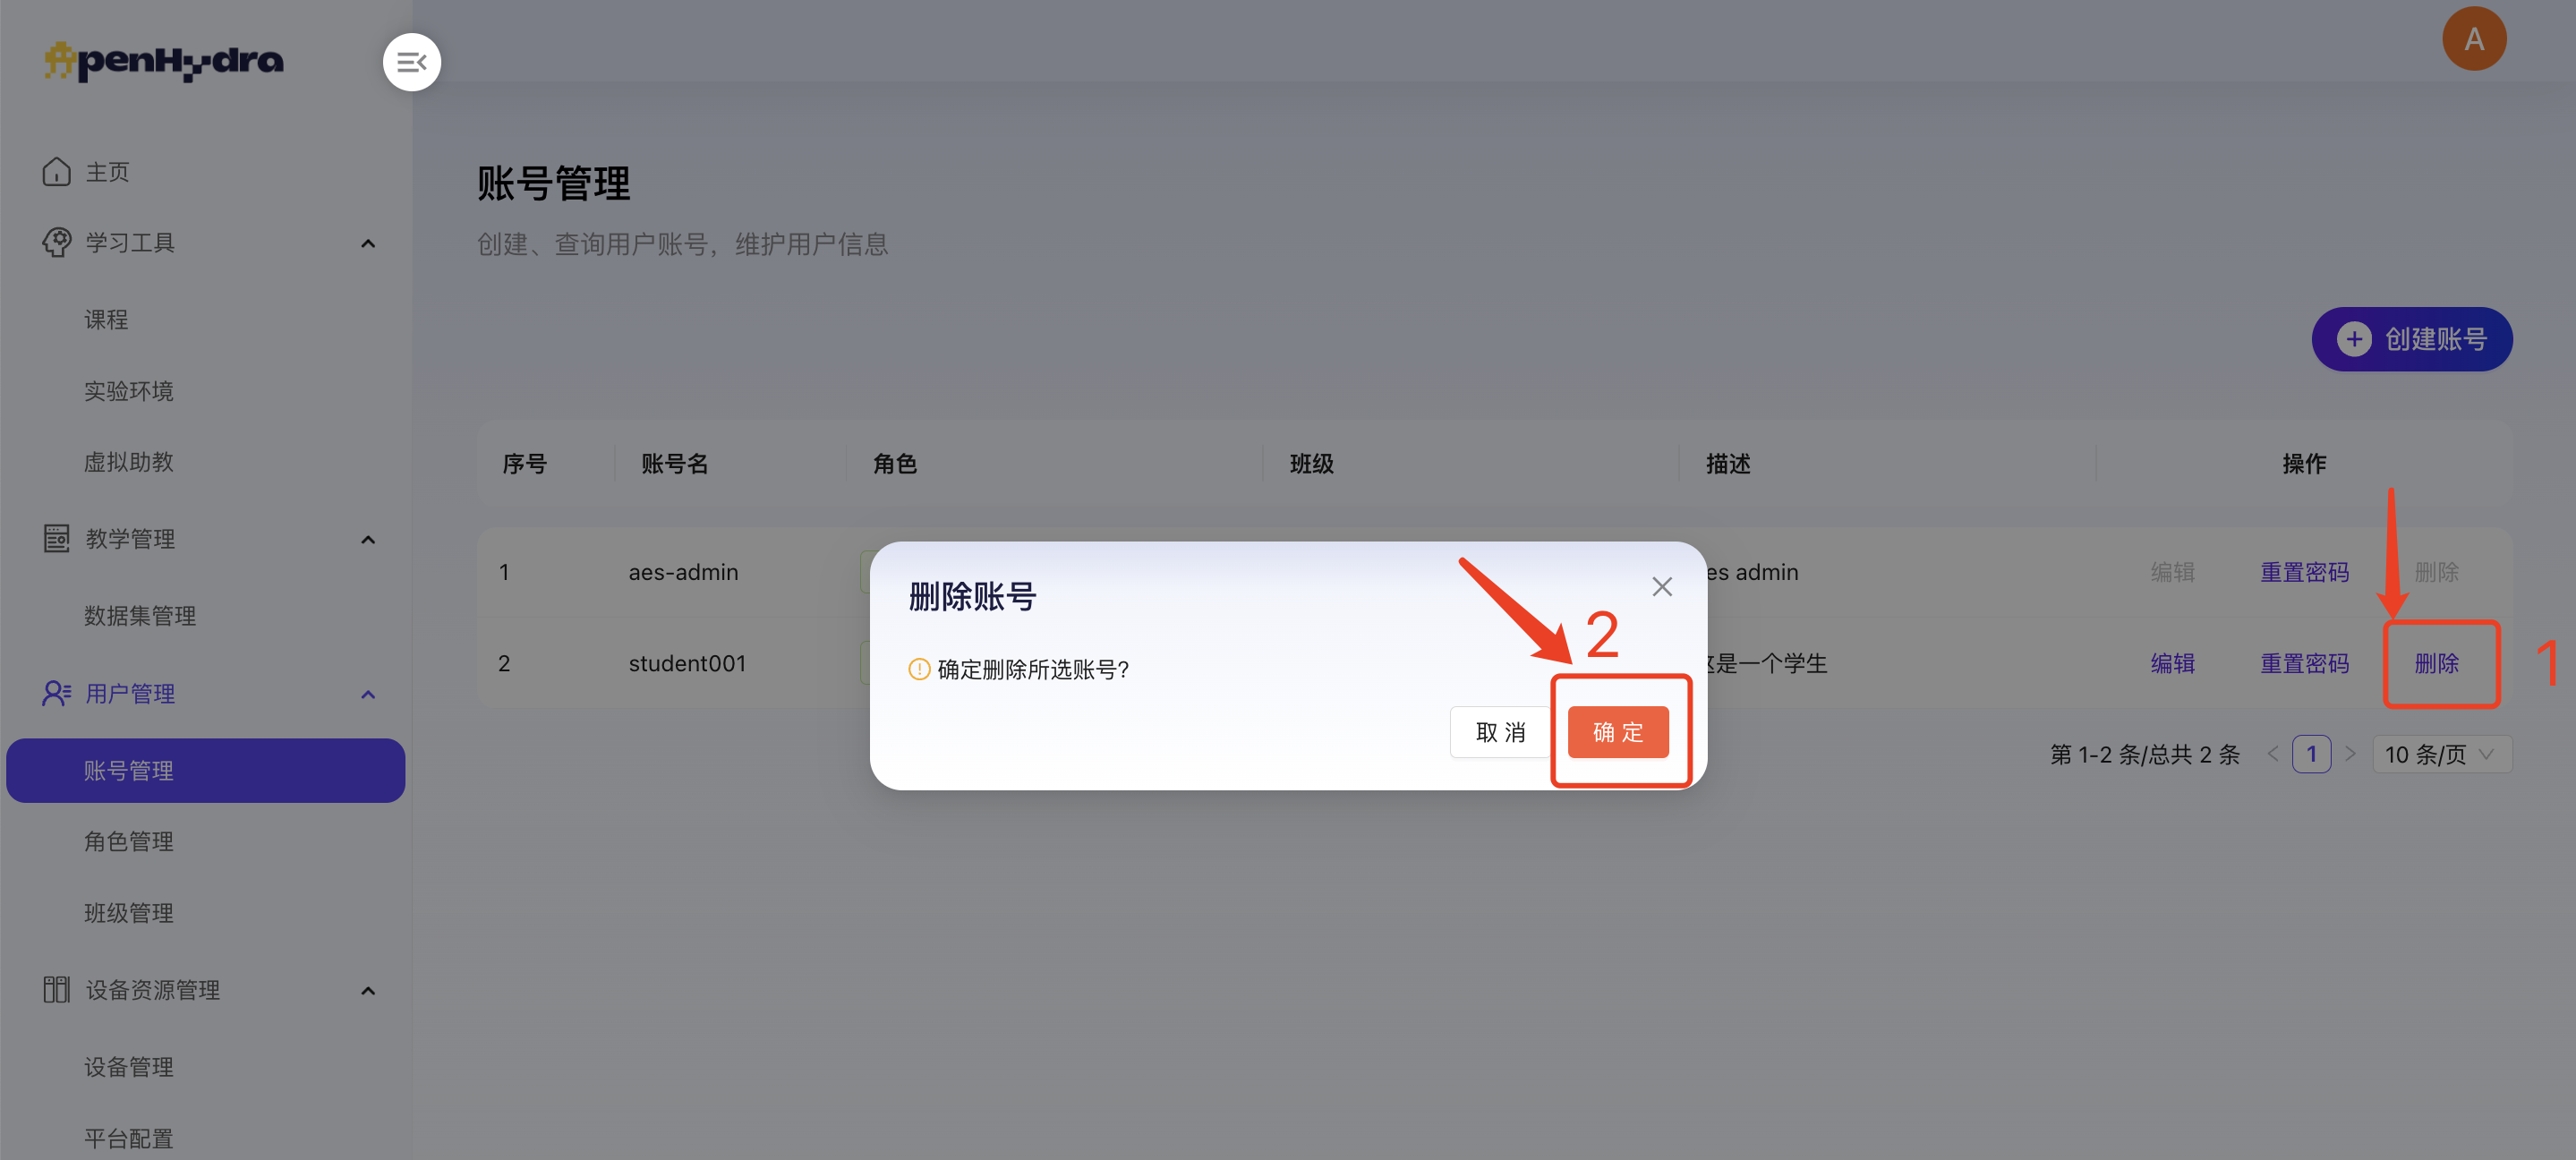 OpenHydra
A
主页
学习工具
课程
实验环境
虚拟助教
教学管理
数据集管理
用户管理
账号管理
角色管理
班级管理
设备资源管理
设备管理
平台配置
账号管理
创建、查询用户账号，维护用户信息
创建账号
序号 账号名 角色 班级 描述 操作
1 aes-admin es admin 编辑 重置密码 删除
2 student001 这是一个学生 编辑 重置密码 删除
1
第 1-2 条/总共 2 条 1 10 条/页
删除账号
确定删除所选账号?
2
取 消 确 定